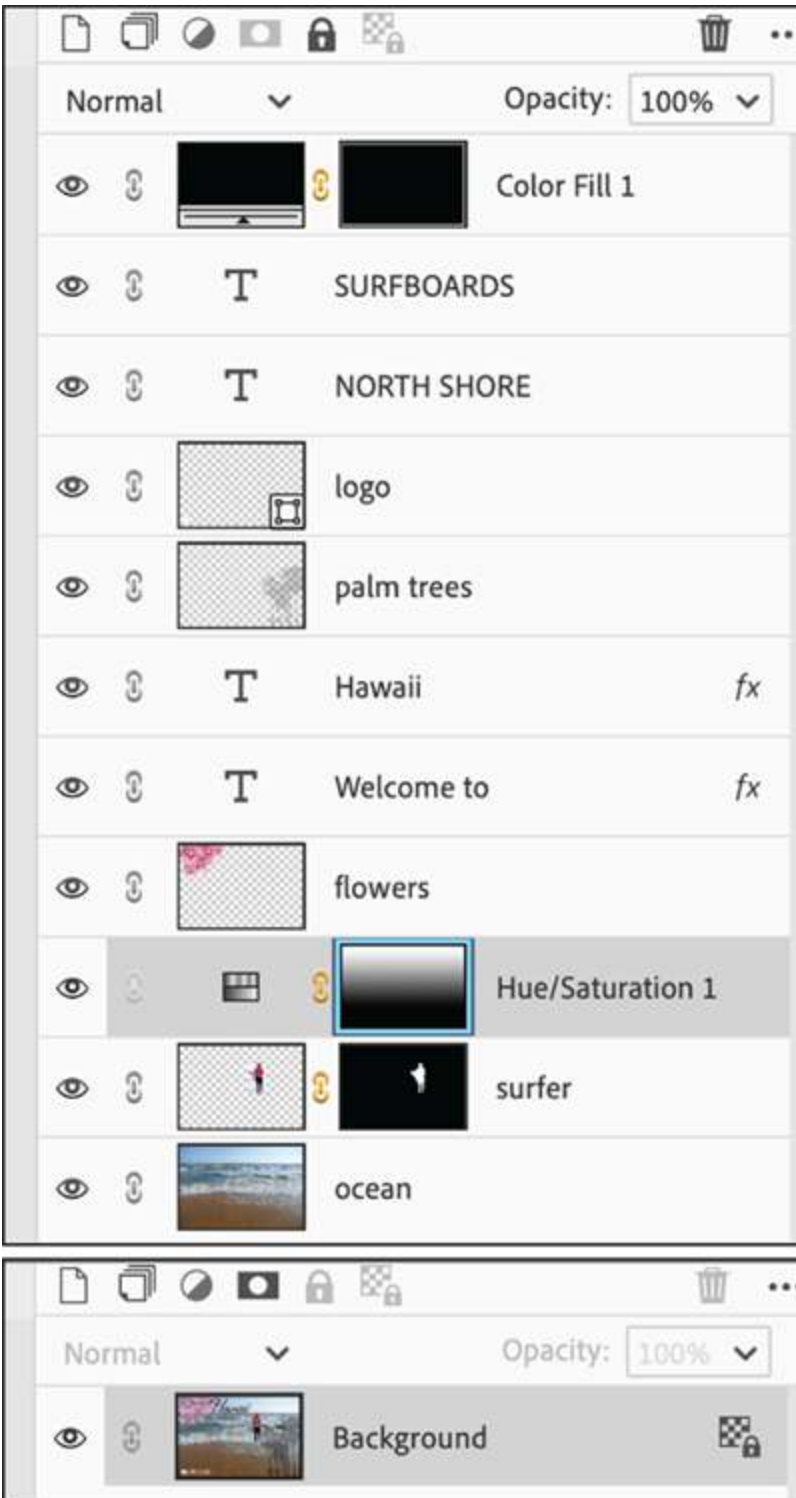 Normal Opacity: 100%
Color Fill 1
T SURFBOARDS
T NORTH SHORE
logo
palm trees
T Hawaii fx
T Welcome to fx
flowers
Hue/Saturation 1
surfer
ocean
Normal Opacity: 100%
Hawaii
Background